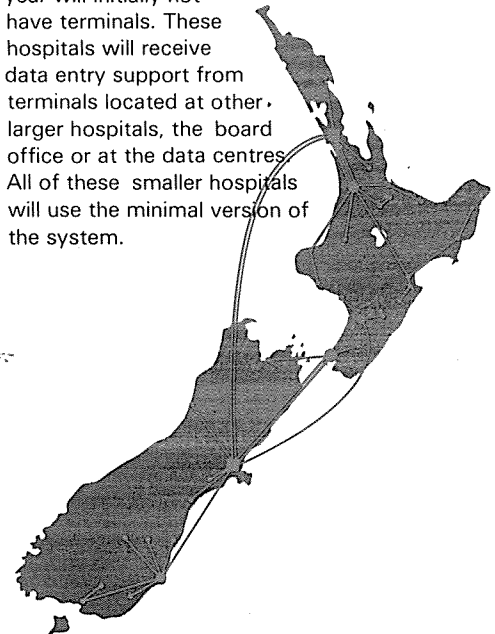 year will initially not
have terminals. These
hospitals will receive
data entry support from
terminals located at other
larger hospitals, the board
office or at the data centres.
All of these smaller hospitals
will use the minimal version of
the system.